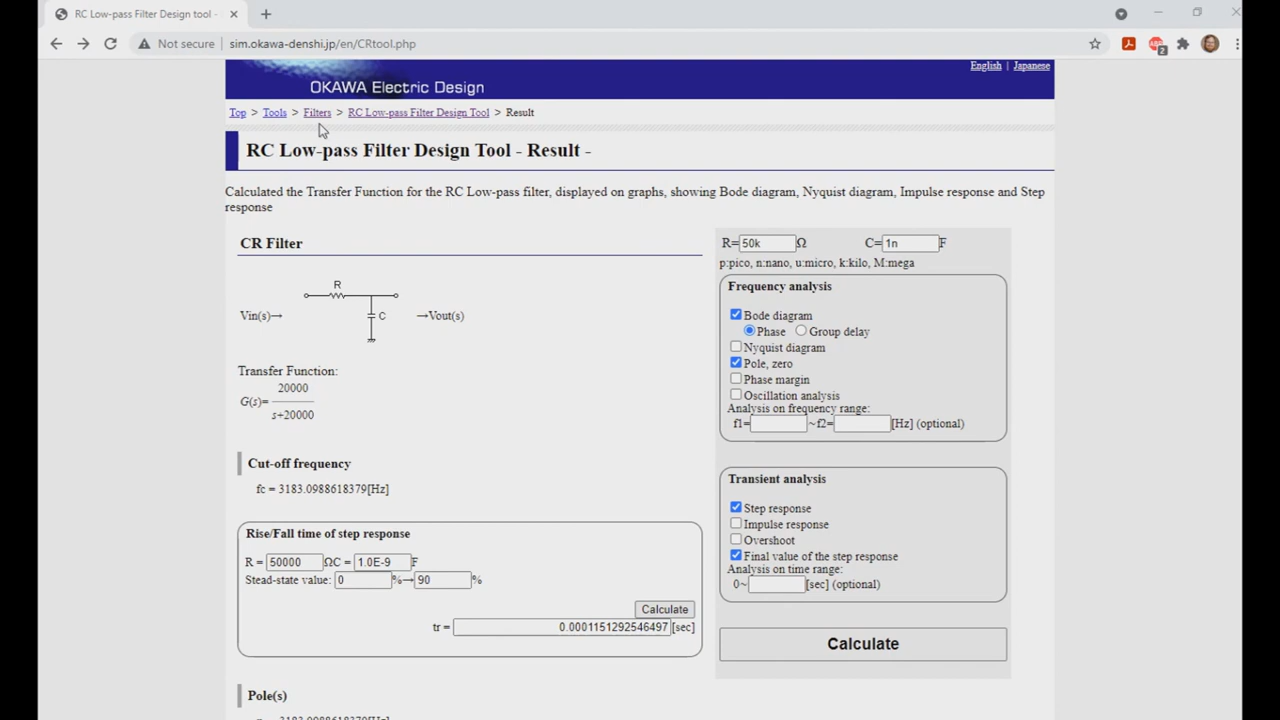 RC Low-pass Filter Design tool -
Not secure
sim.okawa-denshi.jp/en/CRtool.php
2
English | Japanese
OKAWA Electric Design
Top > Tools > Filters > RC Low-pass Filter Design Tool > Result
RC Low-pass Filter Design Tool - Result -
Calculated the Transfer Function for the RC Low-pass filter, displayed on graphs, showing Bode diagram, Nyquist diagram, Impulse response and Step
response
CR Filter
R
Vin(s)→
C
→Vout(s)
Transfer Function:
20000
G(s)=
s+20000
Cut-off frequency
fc = 3183.0988618379[Hz]
Rise/Fall time of step response
R = 50000 ΩC = 1.0E-9 F
Stead-state value: 0 %→ 90 %
Calculate
tr = 0.0001151292546497 [sec]
Pole(s)
R= 50k Ω C= 1n F
p:pico, n:nano, u:micro, k:kilo, M:mega
Frequency analysis
Bode diagram
Phase Group delay
Nyquist diagram
Pole, zero
Phase margin
Oscillation analysis
Analysis on frequency range:
f1= ~f2= [Hz] (optional)
Transient analysis
Step response
Impulse response
Overshoot
Final value of the step response
Analysis on time range:
0~ [sec] (optional)
Calculate